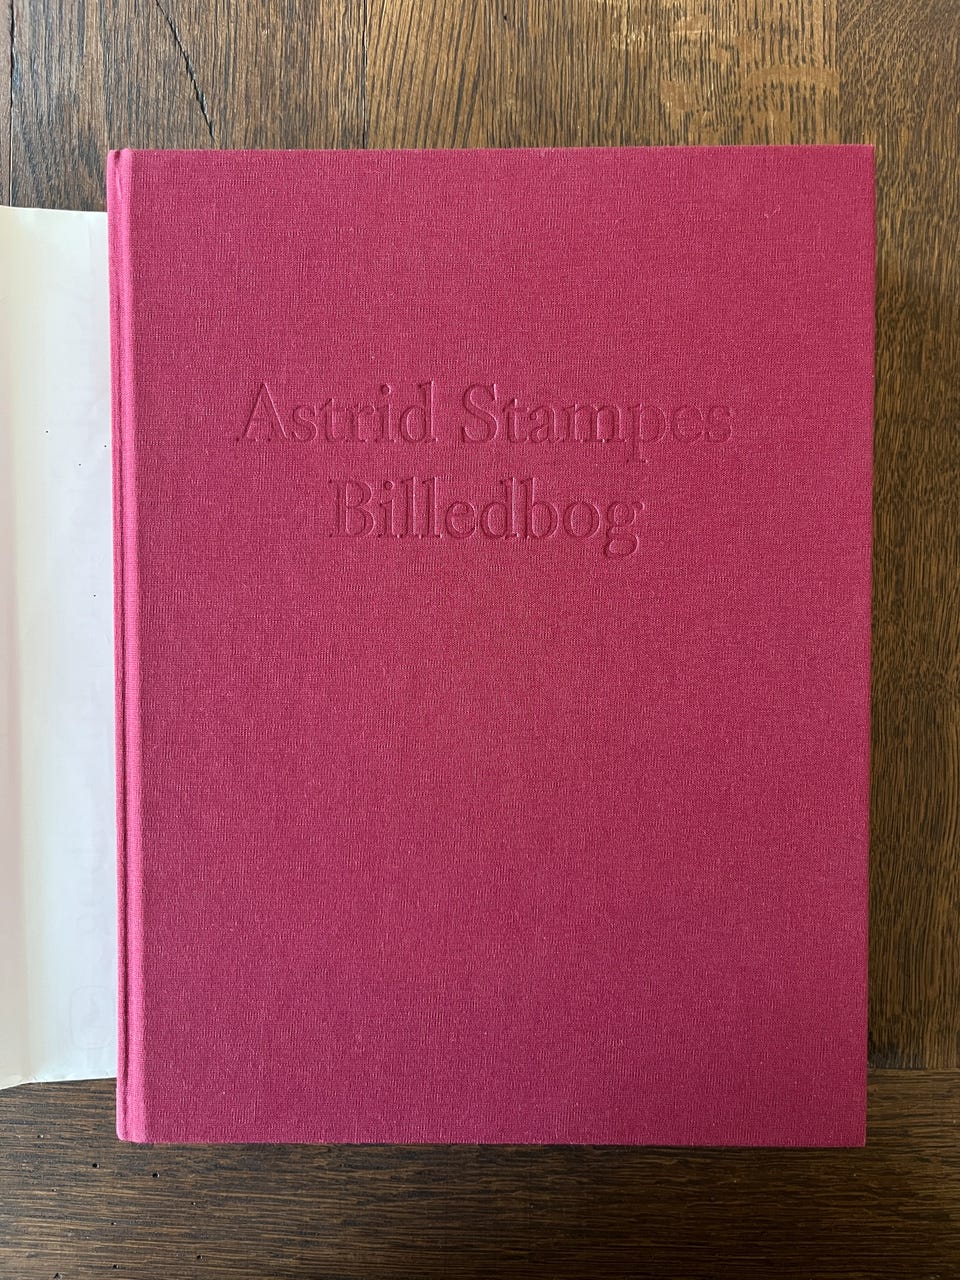 Astrid Stampes
Billedbog